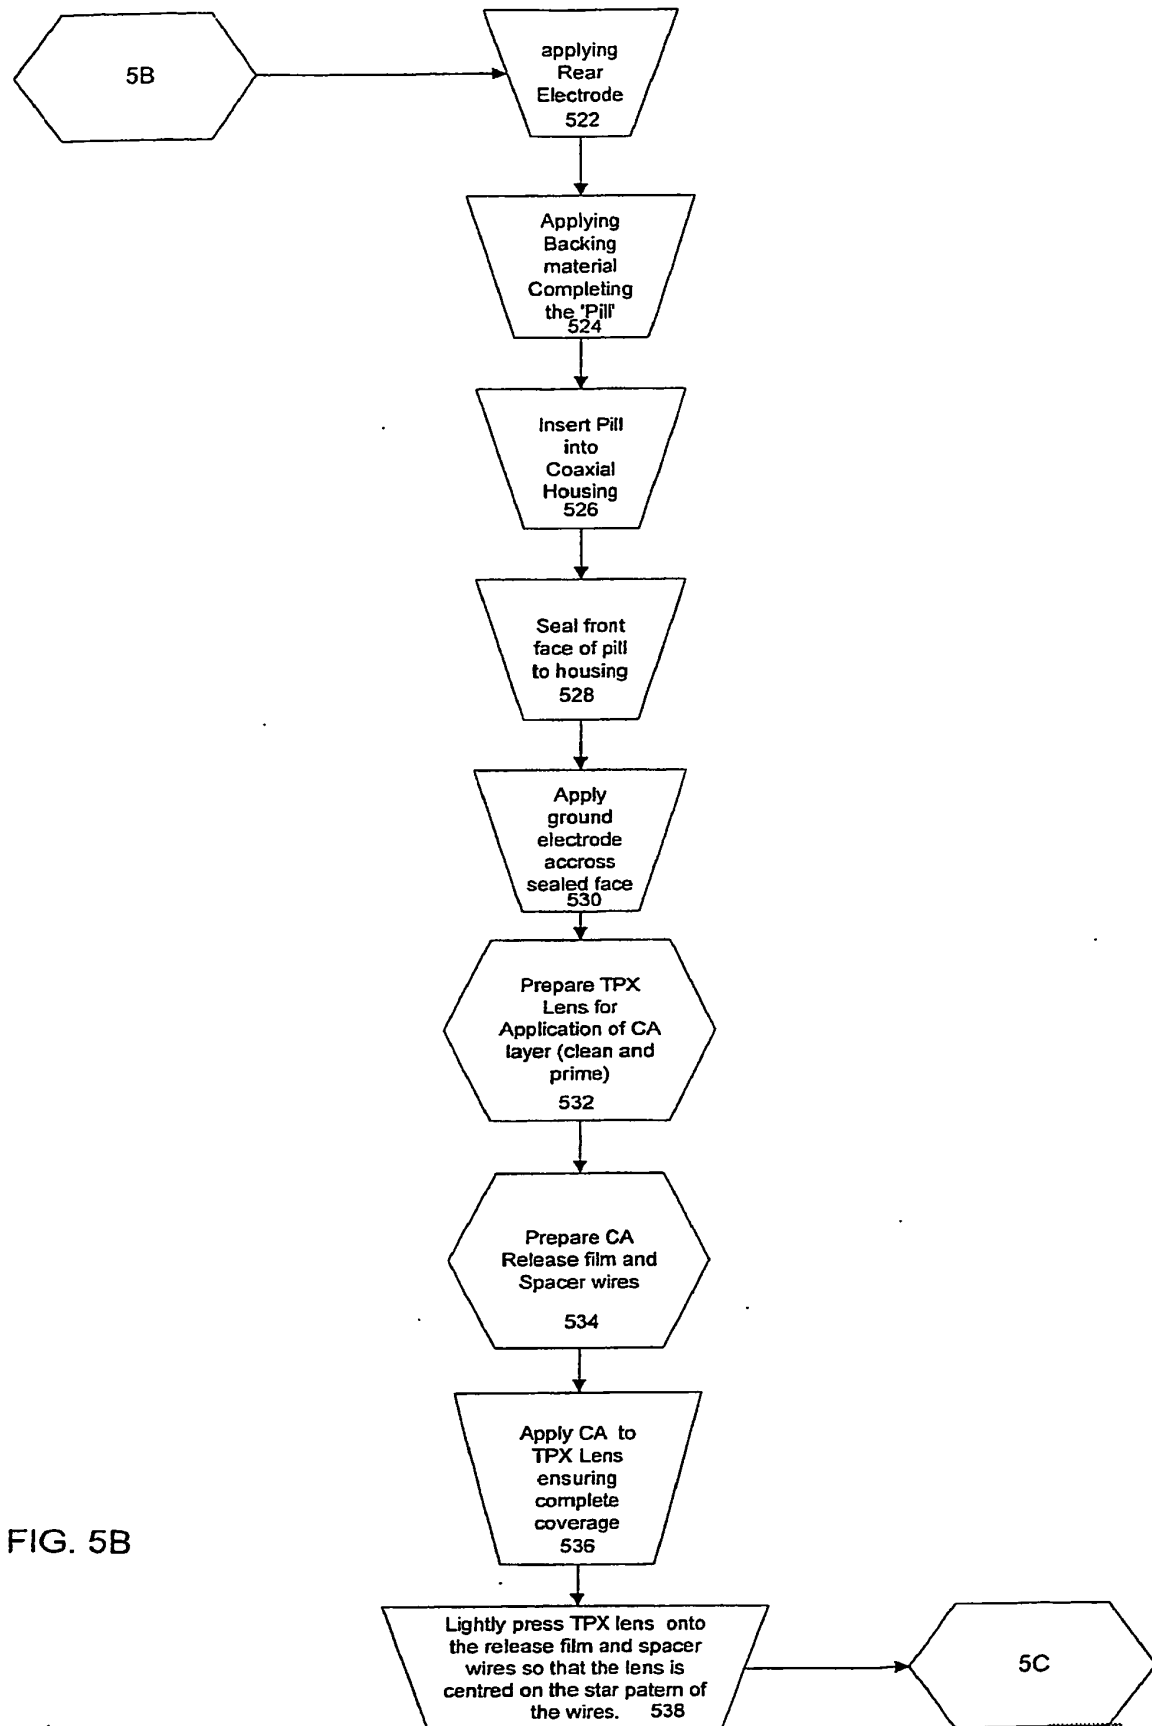 5B
applying
Rear
Electrode
522
Applying
Backing
material
Completing
the 'Pill'
524
Insert Pill
into
Coaxial
Housing
526
Seal front
face of pill
to housing
528
Apply
ground
electrode
accross
sealed face
530
Prepare TPX
Lens for
Application of CA
layer (clean and
prime)
532
Prepare CA
Release film and
Spacer wires
534
Apply CA to
TPX Lens
ensuring
complete
coverage
536
FIG. 5B
Lightly press TPX lens onto
the release film and spacer
wires so that the lens is
centred on the star patern of
the wires. 538
5C